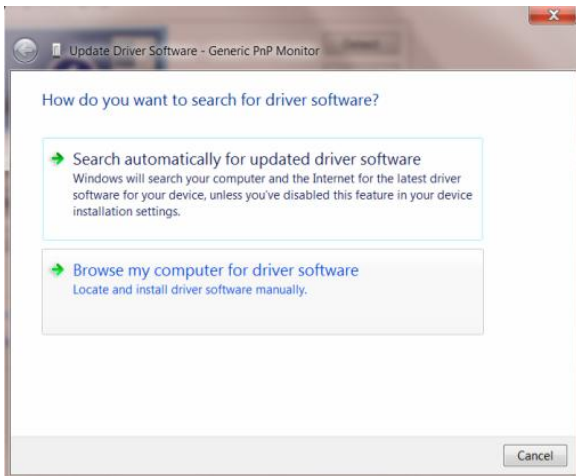 Update Driver Software - Generic PnP Monitor
How do you want to search for driver software?
Search automatically for updated driver software
Windows will search your computer and the Internet for the latest driver
software for your device, unless you've disabled this feature in your device
installation settings.
Browse my computer for driver software
Locate and install driver software manually.
Cancel